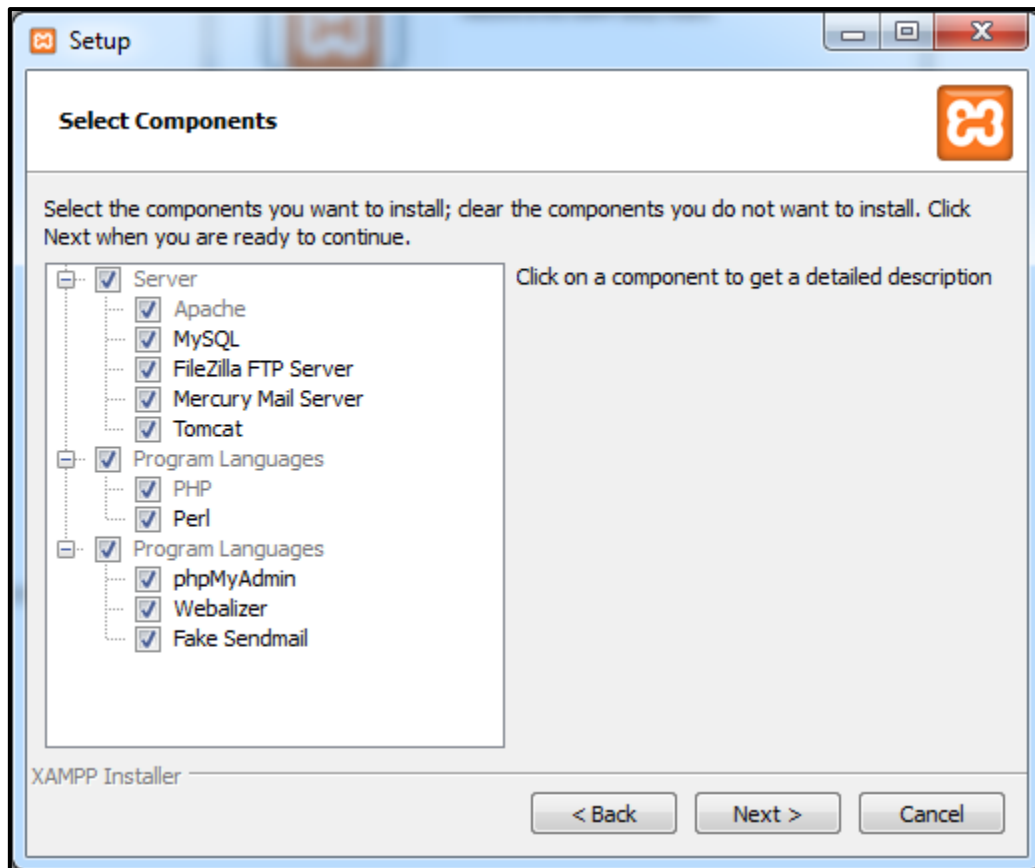 Setup
Select Components
Select the components you want to install; clear the components you do not want to install. Click
Next when you are ready to continue.
Server
Click on a component to get a detailed description
Apache
MySQL
FileZilla FTP Server
Mercury Mail Server
Tomcat
Program Languages
PHP
Perl
Program Languages
phpMyAdmin
Webalizer
Fake Sendmail
XAMPP Installer
< Back
Next >
Cancel